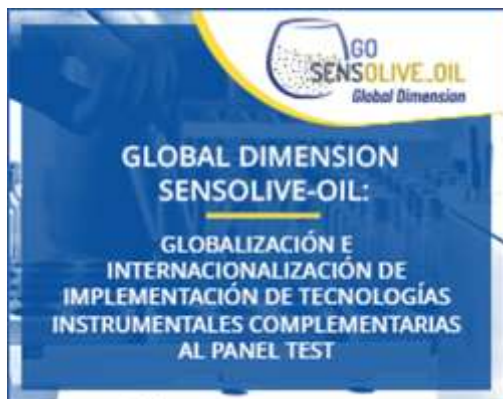 GO
SENSOLIVE.OIL
Global Dimension
GLOBAL DIMENSION
SENSOLIVE-OIL:
GLOBALIZACIÓN E
INTERNACIONALIZACIÓN DE
IMPLEMENTACIÓN DE TECNOLOGÍAS
INSTRUMENTALES COMPLEMENTARIAS
AL PANEL TEST